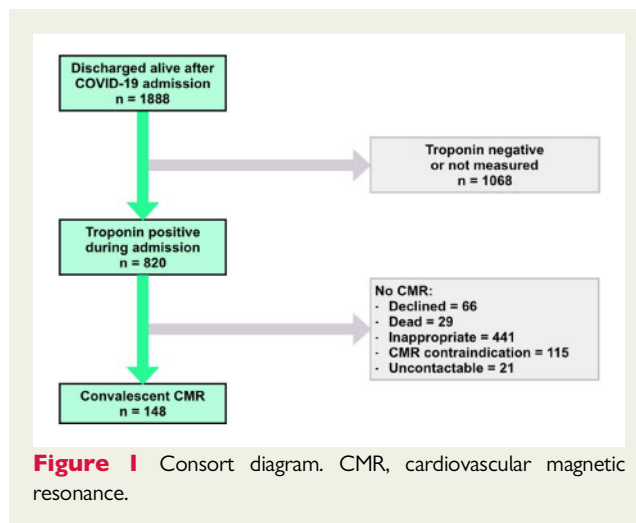 Discharged alive after
COVID-19 admission
n = 1888
Troponin negative
or not measured
n = 1068
Troponin positive
during admission
n = 820
No CMR:
- Declined = 66
- Dead = 29
- Inappropriate = 441
- CMR contraindication = 115
- Uncontactable = 21
Convalescent CMR
n = 148
Figure 1 Consort diagram. CMR, cardiovascular magnetic
resonance.